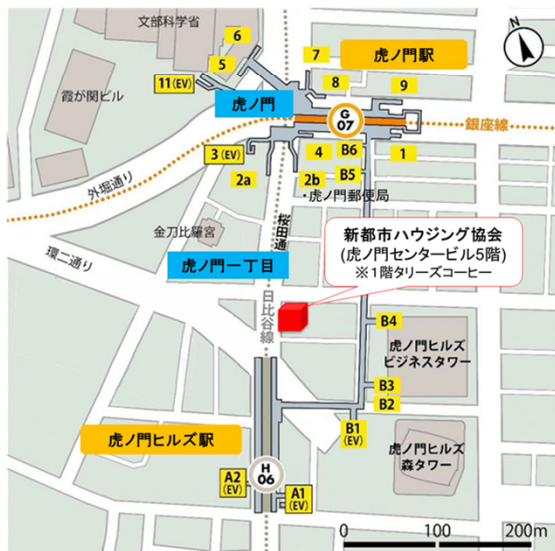 文部科学省
6
5
7
虎ノ門駅
N
11(EV)
8
9
霞が関ビル
虎ノ門
G
07
銀座線
3(EV)
4
B6
1
外堀通り
2a
2b
B5
・虎ノ門郵便局
桜田通
金刀比羅宮
新都市ハウジング協会
(虎ノ門センタービル5階)
※1階タリーズコーヒー
環二通り
虎ノ門一丁目
日比谷線
B4
虎ノ門ヒルズ
ビジネスタワー
B3
B2
虎ノ門ヒルズ駅
B1
(EV)
虎ノ門ヒルズ
森タワー
H
06
A2
(EV)
A1
(EV)
0 100 200m